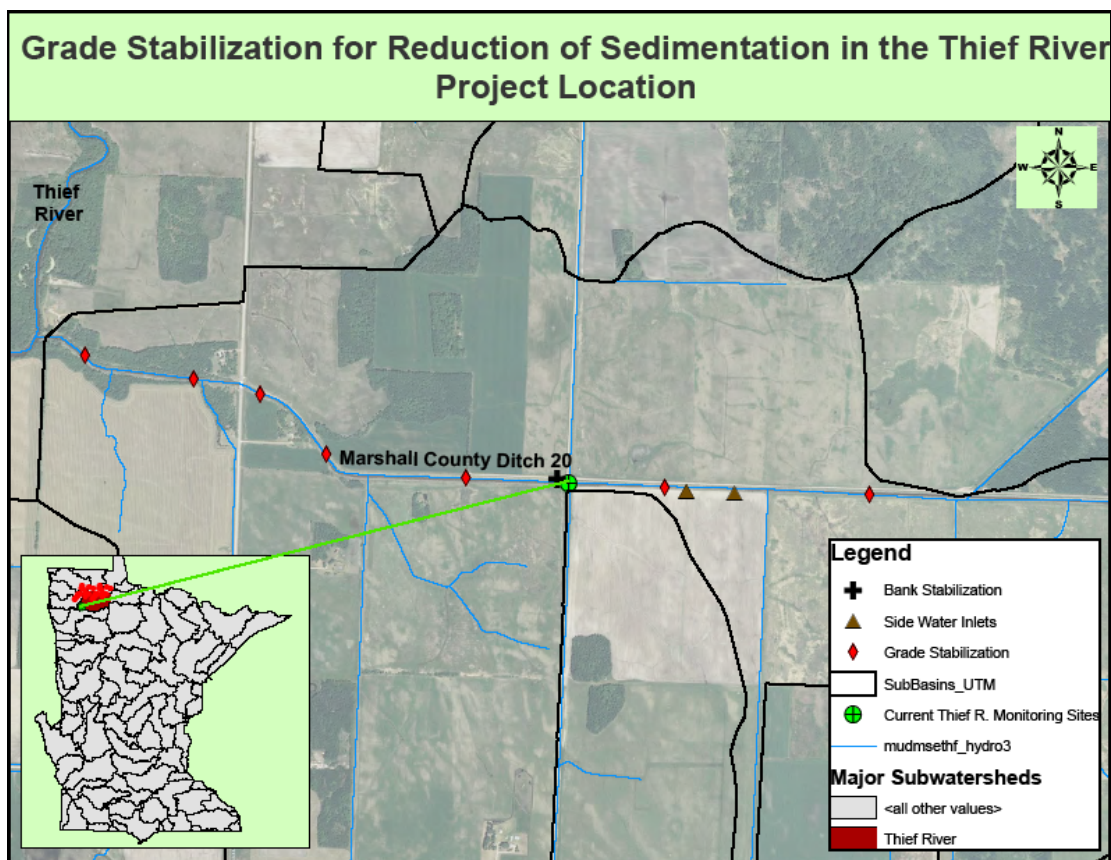 Grade Stabilization for Reduction of Sedimentation in the Thief River
Project Location
N
W
E
S
Thief
River
Marshall County Ditch 20
Legend
Bank Stabilization
Side Water Inlets
Grade Stabilization
SubBasins_UTM
Current Thief R. Monitoring Sites
mudmsethf_hydro3
Major Subwatersheds
<all other values>
Thief River